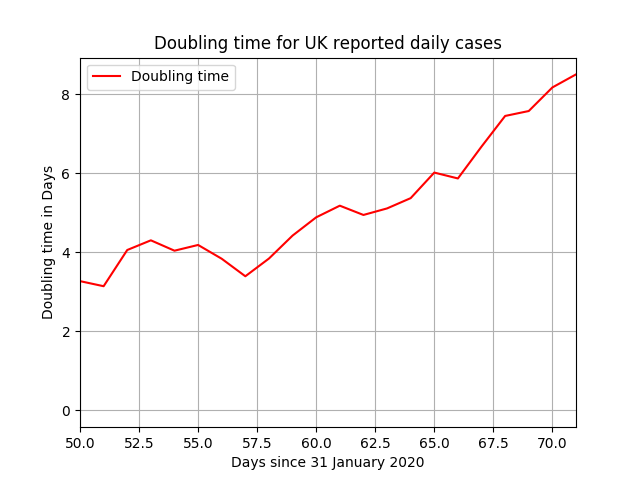 Doubling time for UK reported daily cases
Doubling time
Doubling time in Days
8
6
4
2
0
50.0 52.5 55.0 57.5 60.0 62.5 65.0 67.5 70.0
Days since 31 January 2020